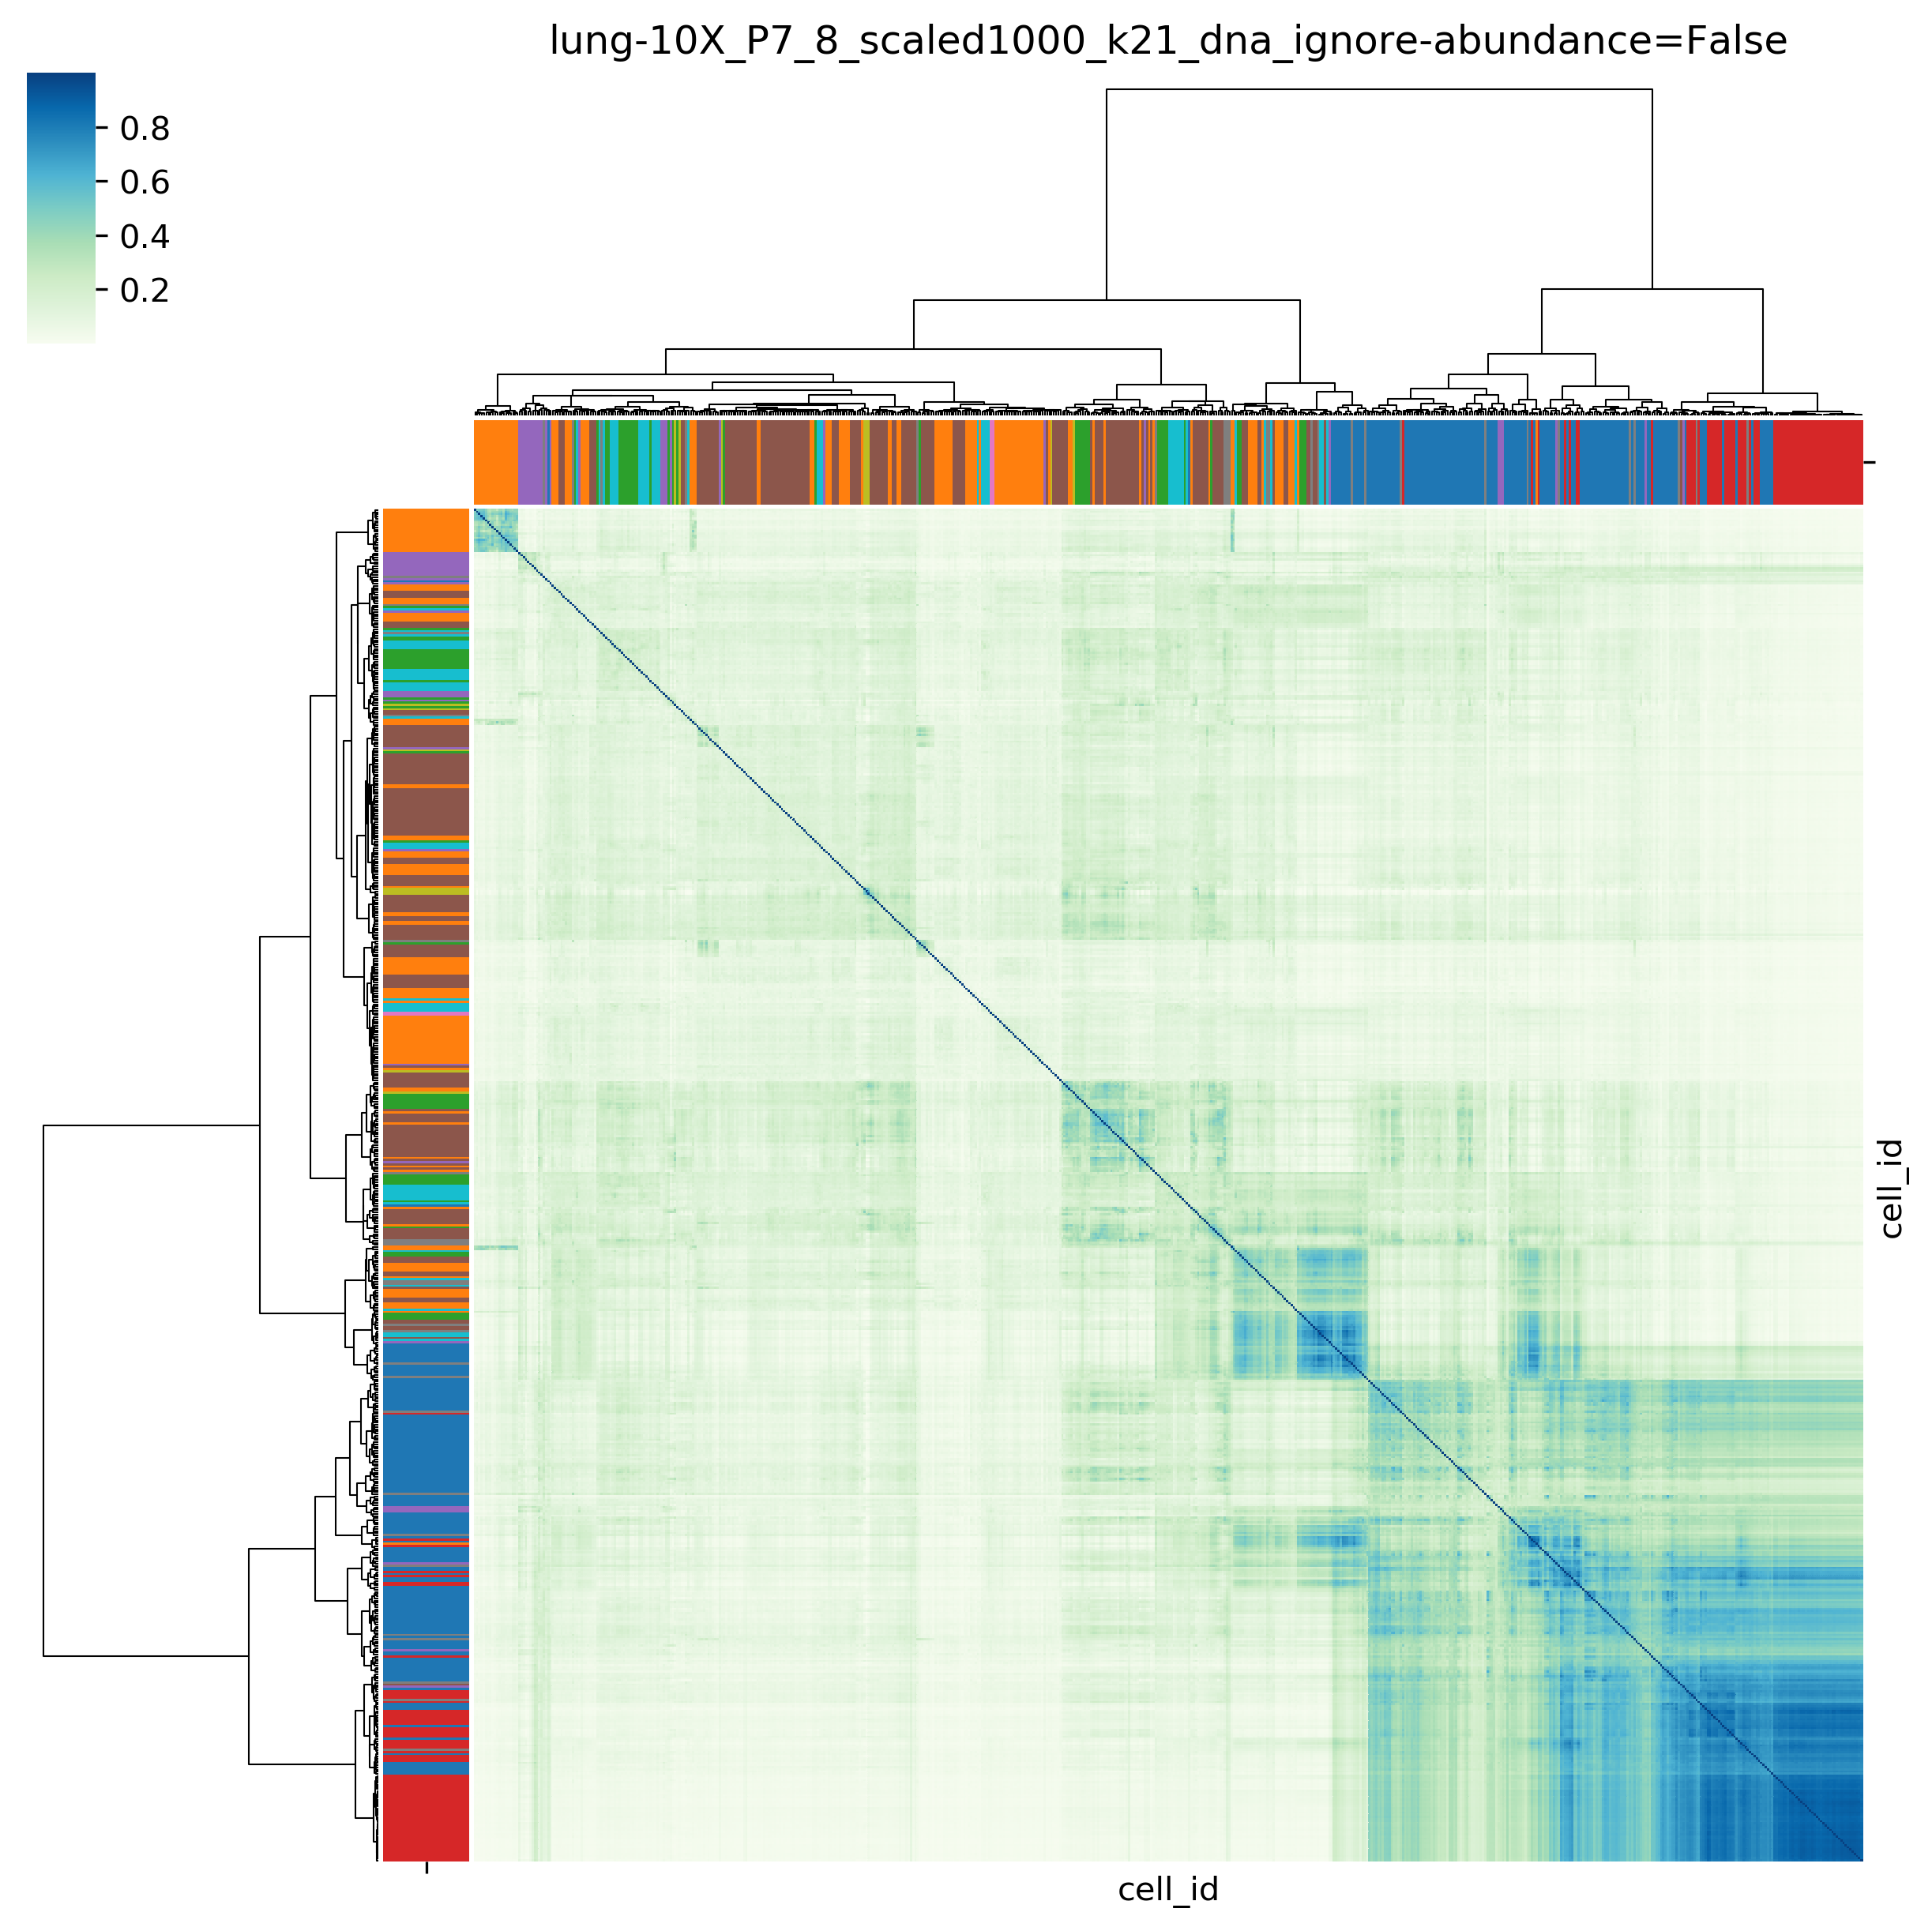 lung-10X_P7_8_scaled1000_k21_dna_ignore-abundance=False
0.8
0.6
0.4
0.2
cell_id
cell_id